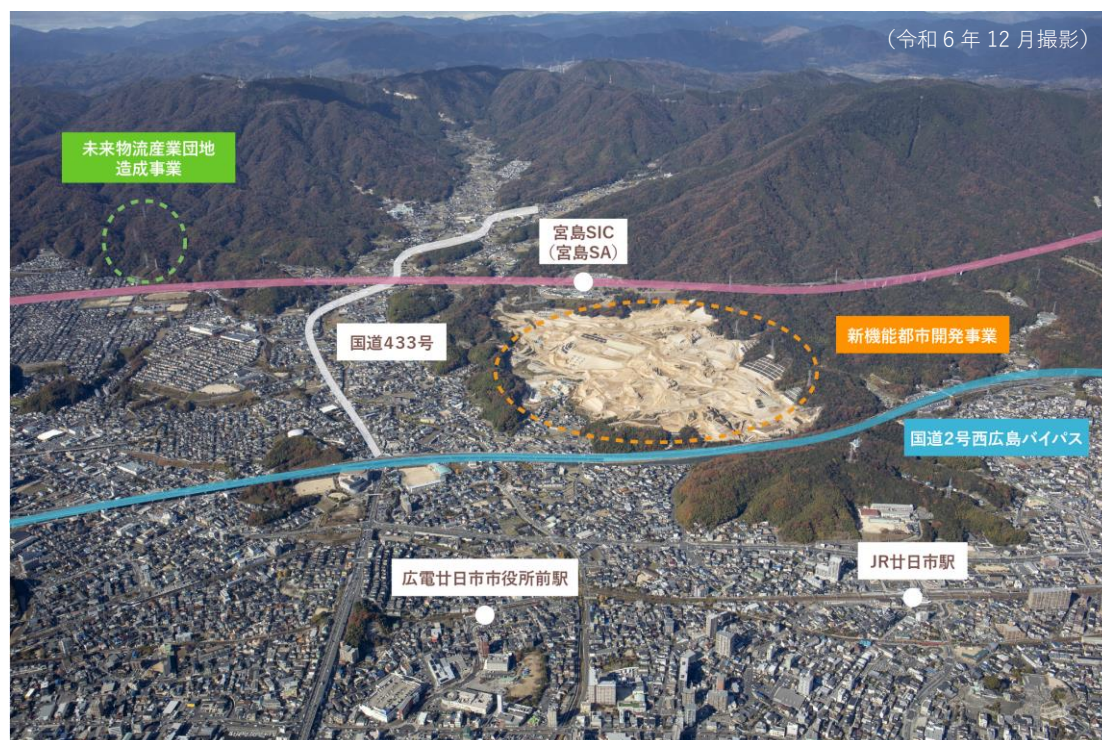 （令和6年12月撮影）
未来物流産業団地
造成事業
宮島SIC
（宮島SA）
国道433号
新機能都市開発事業
国道2号西広島バイパス
広電廿日市市役所前駅
JR廿日市駅